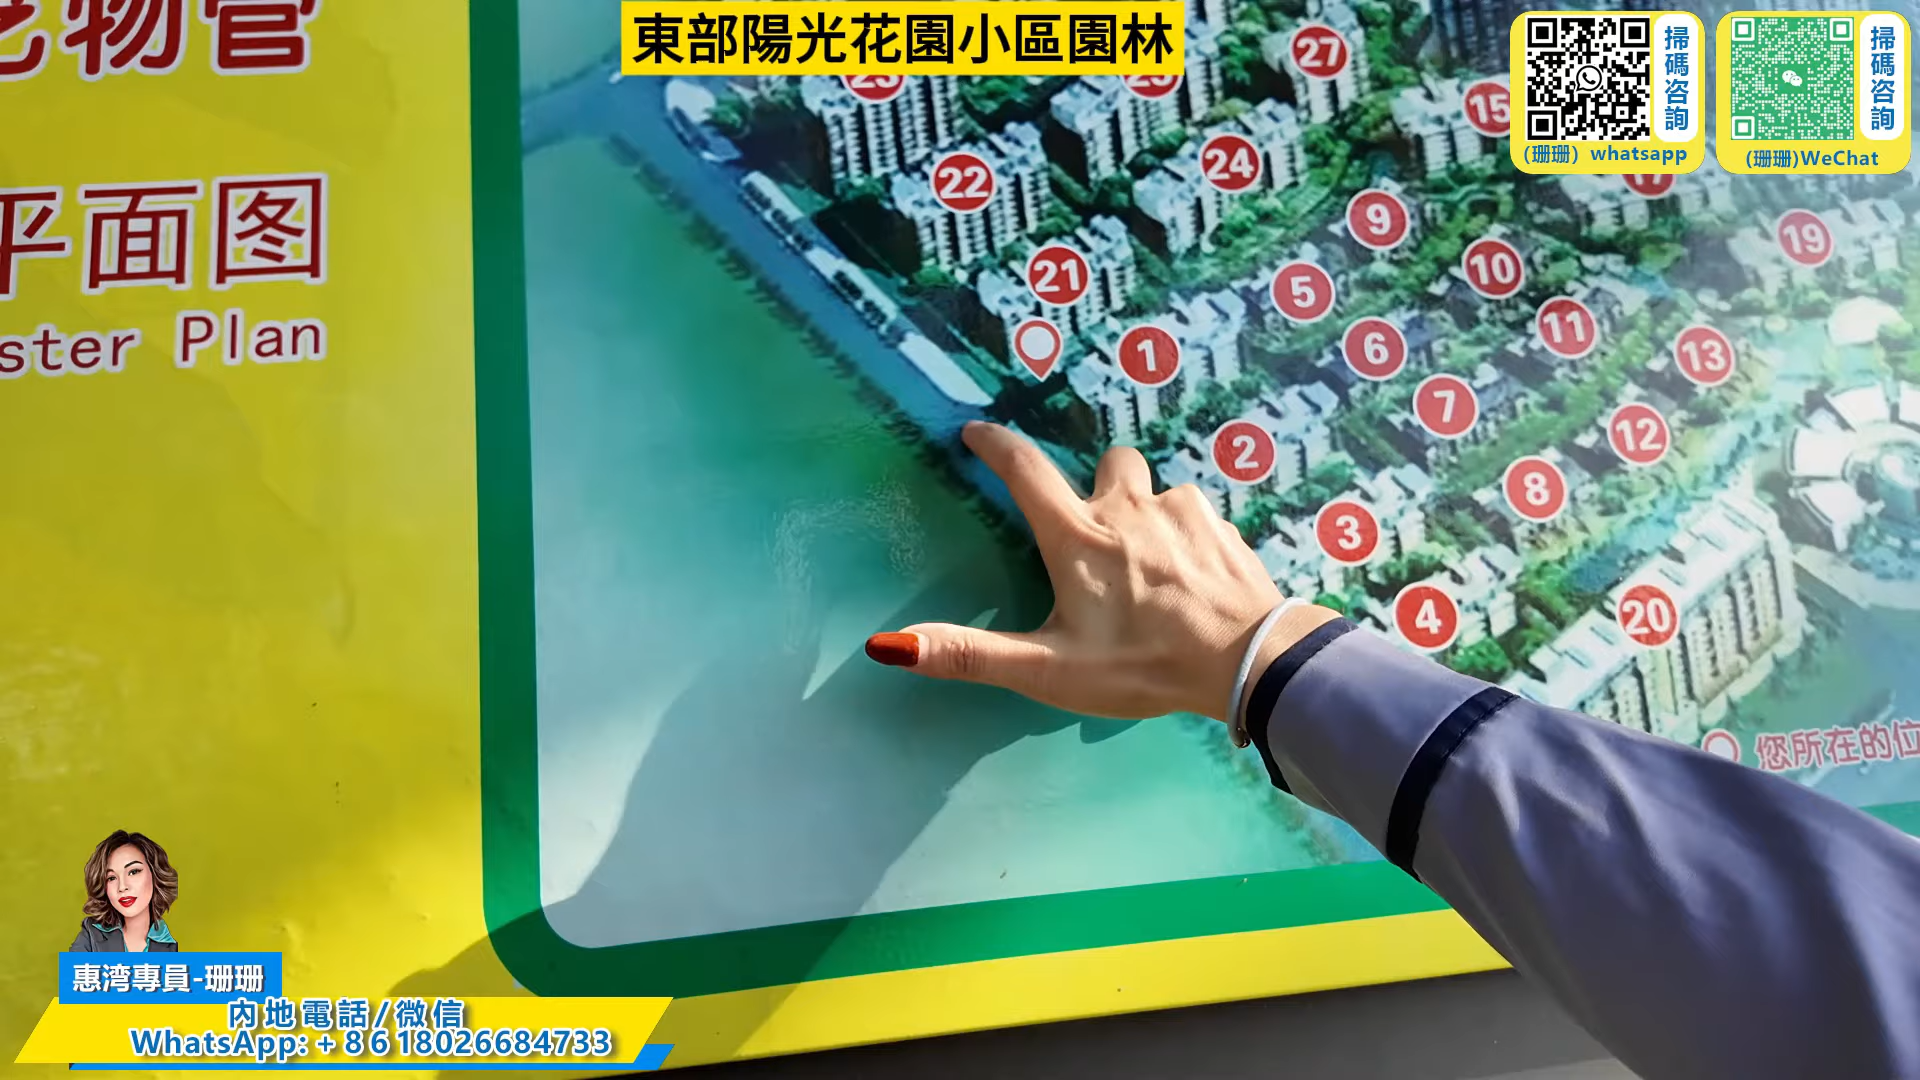 東部陽光花園小區園林
掃碼咨詢
(珊珊) whatsapp
掃碼咨詢
(珊珊)WeChat
物管
平面图
ster Plan
27
15
24
22
9
19
10
21
5
11
1
6
13
7
12
2
8
3
4
20
您所在的位
惠湾專員-珊珊
内地電話/微信
WhatsApp:+8618026684733